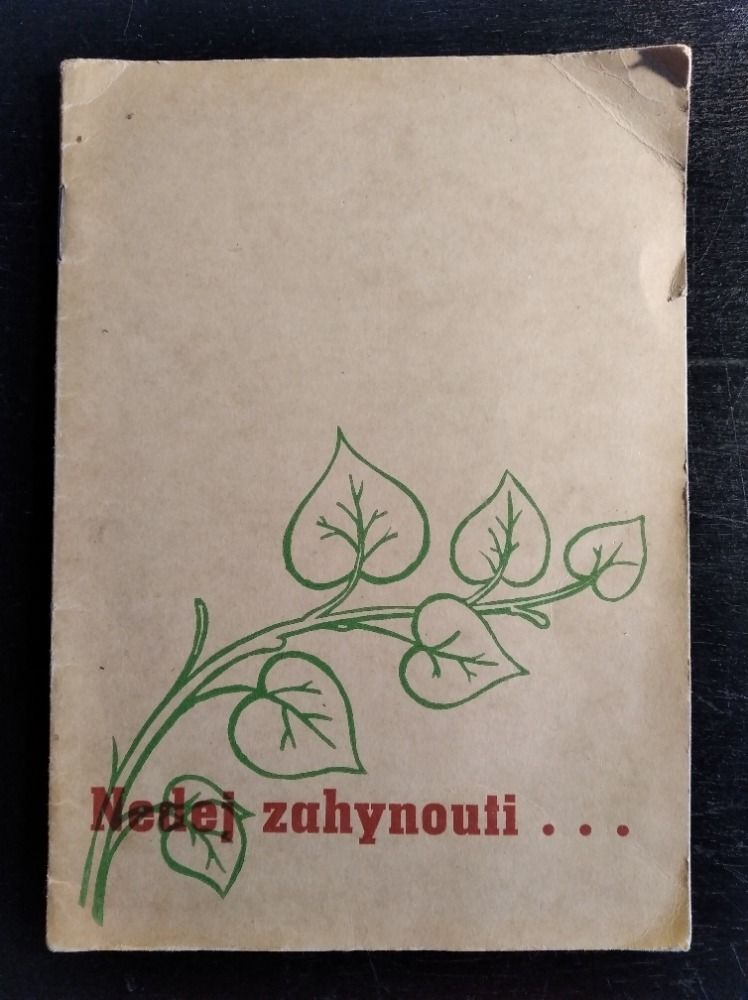 Nedej zahynouti . . .